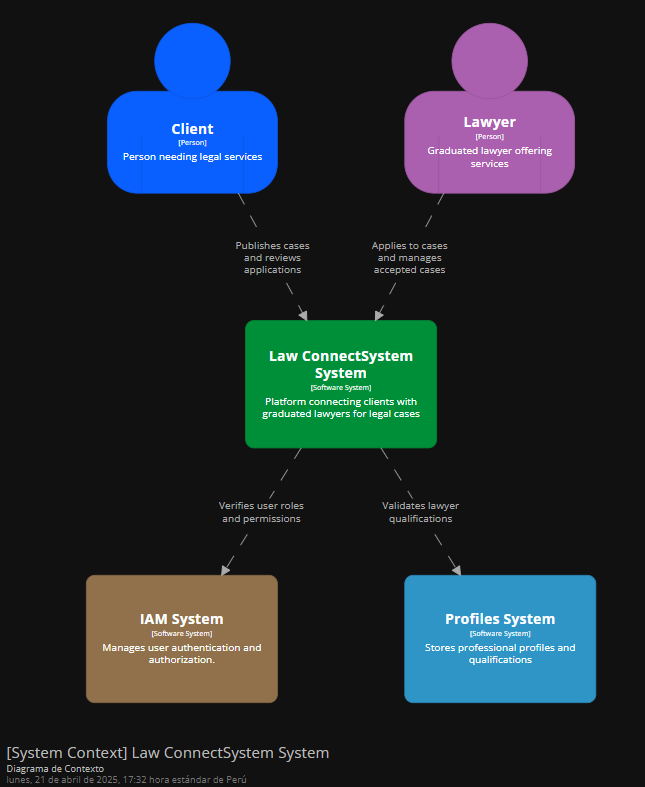 Client
[Person]
Person needing legal services
Lawyer
[Person]
Graduated lawyer offering
services
Publishes cases
and reviews
applications
Applies to cases
and manages
accepted cases
Law ConnectSystem
System
[Software System]
Platform connecting clients with
graduated lawyers for legal cases
Verifies user roles
and permissions
Validates lawyer
qualifications
IAM System
[Software System]
Manages user authentication and
authorization.
Profiles System
[Software System]
Stores professional profiles and
qualifications
[System Context] Law ConnectSystem System
Diagrama de Contexto
lunes, 21 de abril de 2025, 17:32 hora estándar de Perú